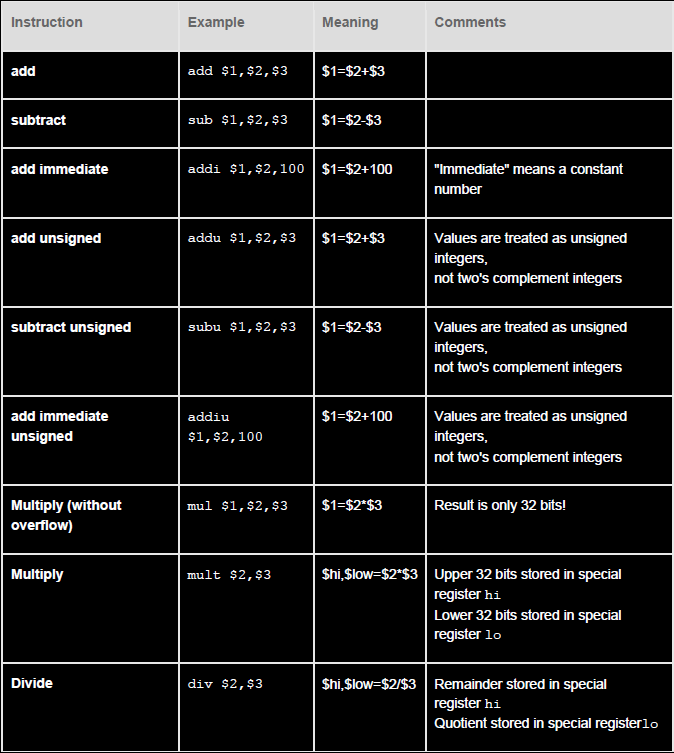 Instruction Example Meaning Comments
add add $1,$2,$3 $1=$2+$3
subtract sub $1,$2,$3 $1=$2-$3
add immediate addi $1,$2,100 $1=$2+100 "Immediate" means a constant
number
add unsigned addu $1,$2,$3 $1=$2+$3 Values are treated as unsigned
integers,
not two's complement integers
subtract unsigned subu $1,$2,$3 $1=$2-$3 Values are treated as unsigned
integers,
not two's complement integers
add immediate addiu $1=$2+100 Values are treated as unsigned
unsigned $1,$2,100 integers,
not two's complement integers
Multiply (without mul $1,$2,$3 $1=$2*$3 Result is only 32 bits!
overflow)
Multiply mult $2,$3 $hi,$low=$2*$3 Upper 32 bits stored in special
register hi
Lower 32 bits stored in special
register lo
Divide div $2,$3 $hi,$low=$2/$3 Remainder stored in special
register hi
Quotient stored in special registerlo